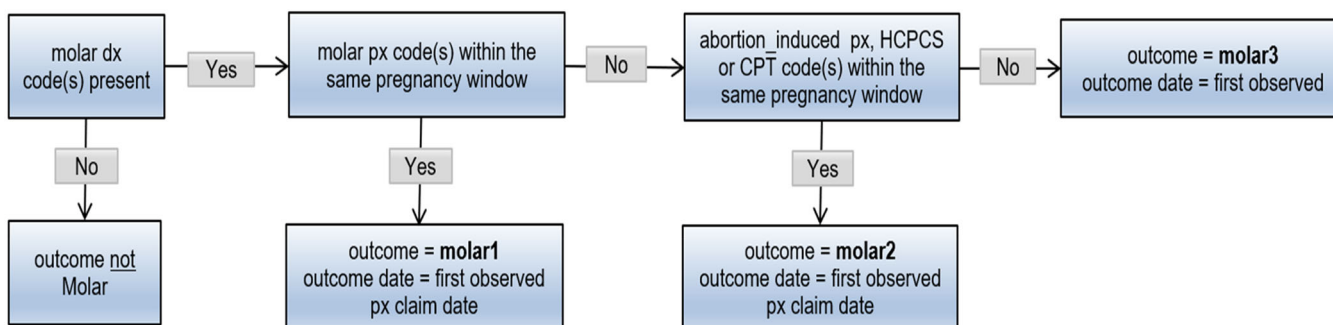 molar dx
code(s) present
Yes
molar px code(s) within the
same pregnancy window
No
abortion_induced px, HCPCS
or CPT code(s) within the
same pregnancy window
No
outcome = molar3
outcome date = first observed
No
Yes
Yes
outcome not
Molar
outcome = molar1
outcome date = first observed
px claim date
outcome = molar2
outcome date = first observed
px claim date